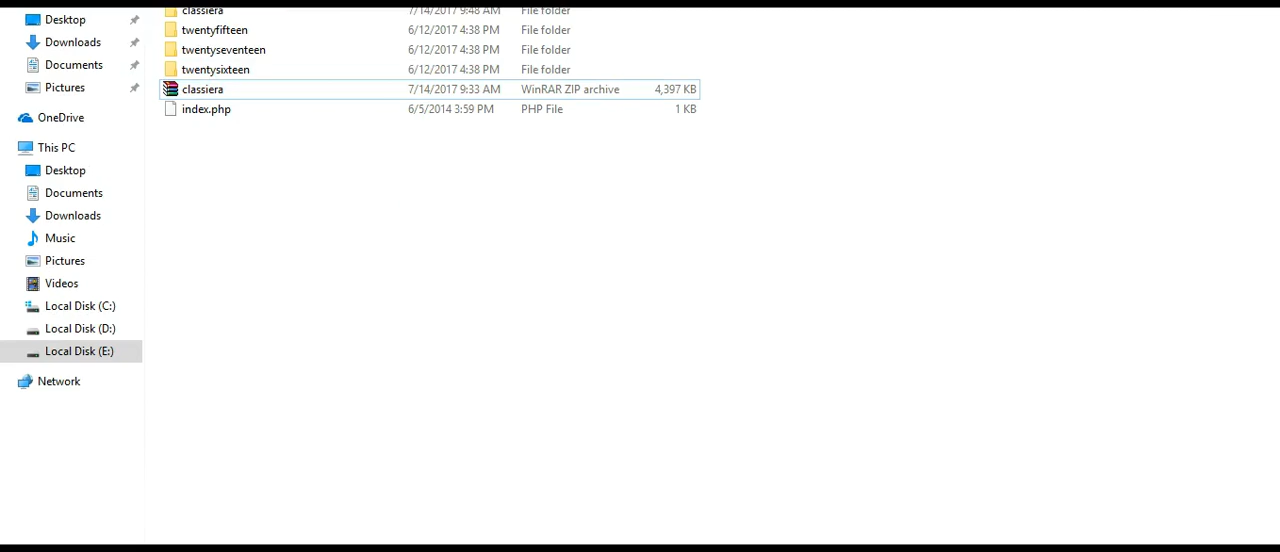 Desktop
Downloads
Documents
Pictures
OneDrive
This PC
Desktop
Documents
Downloads
Music
Pictures
Videos
Local Disk (C:)
Local Disk (D:)
Local Disk (E:)
Network
classiera 7/14/2017 9:48 AM File folder
twentyfifteen 6/12/2017 4:38 PM File folder
twentyseventeen 6/12/2017 4:38 PM File folder
twentysixteen 6/12/2017 4:38 PM File folder
classiera 7/14/2017 9:33 AM WinRAR ZIP archive 4,397 KB
index.php 6/5/2014 3:59 PM PHP File 1 KB